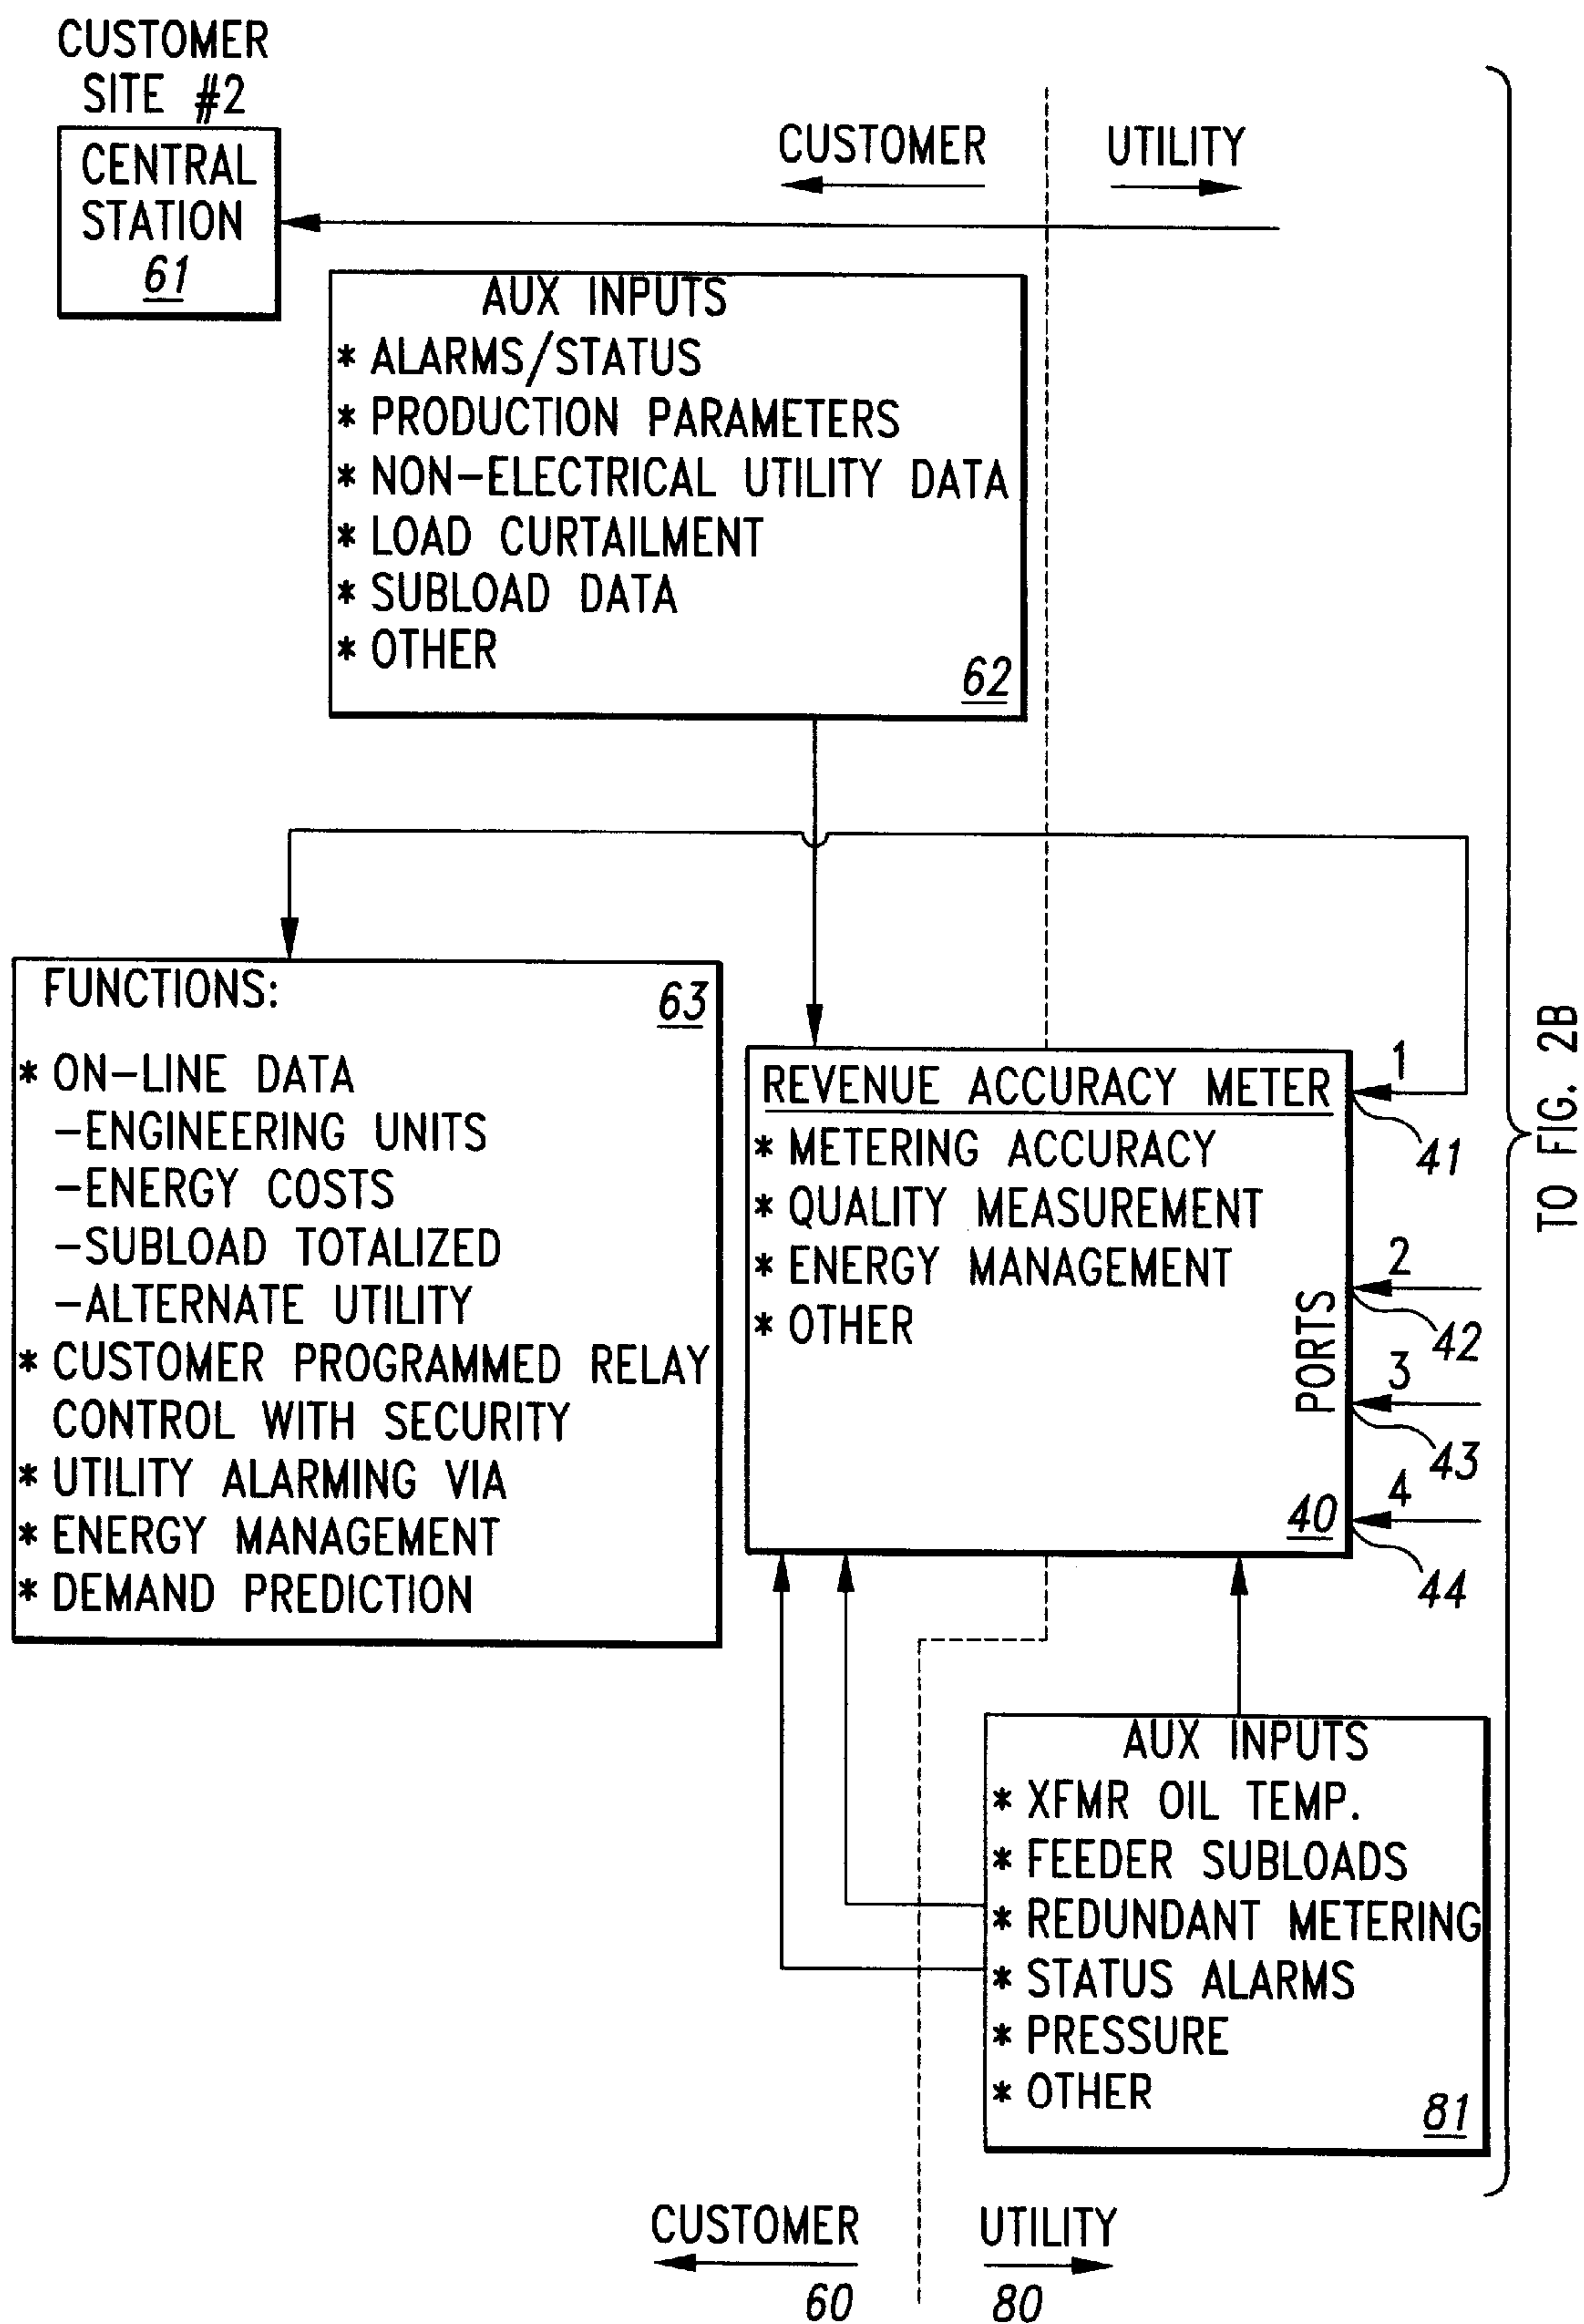 CUSTOMER
SITE #2
CENTRAL
STATION
61
CUSTOMER
UTILITY
AUX INPUTS
* ALARMS/STATUS
* PRODUCTION PARAMETERS
* NON-ELECTRICAL UTILITY DATA
* LOAD CURTAILMENT
* SUBLOAD DATA
* OTHER
62
FUNCTIONS:
63
* ON-LINE DATA
-ENGINEERING UNITS
-ENERGY COSTS
-SUBLOAD TOTALIZED
-ALTERNATE UTILITY
* CUSTOMER PROGRAMMED RELAY
CONTROL WITH SECURITY
* UTILITY ALARMING VIA
* ENERGY MANAGEMENT
* DEMAND PREDICTION
REVENUE ACCURACY METER
* METERING ACCURACY
* QUALITY MEASUREMENT
* ENERGY MANAGEMENT
* OTHER
PORTS
40
1
41
2
42
3
43
4
44
TO FIG. 2B
AUX INPUTS
* XFMR OIL TEMP.
* FEEDER SUBLOADS
* REDUNDANT METERING
* STATUS ALARMS
* PRESSURE
* OTHER
81
CUSTOMER
60
UTILITY
80